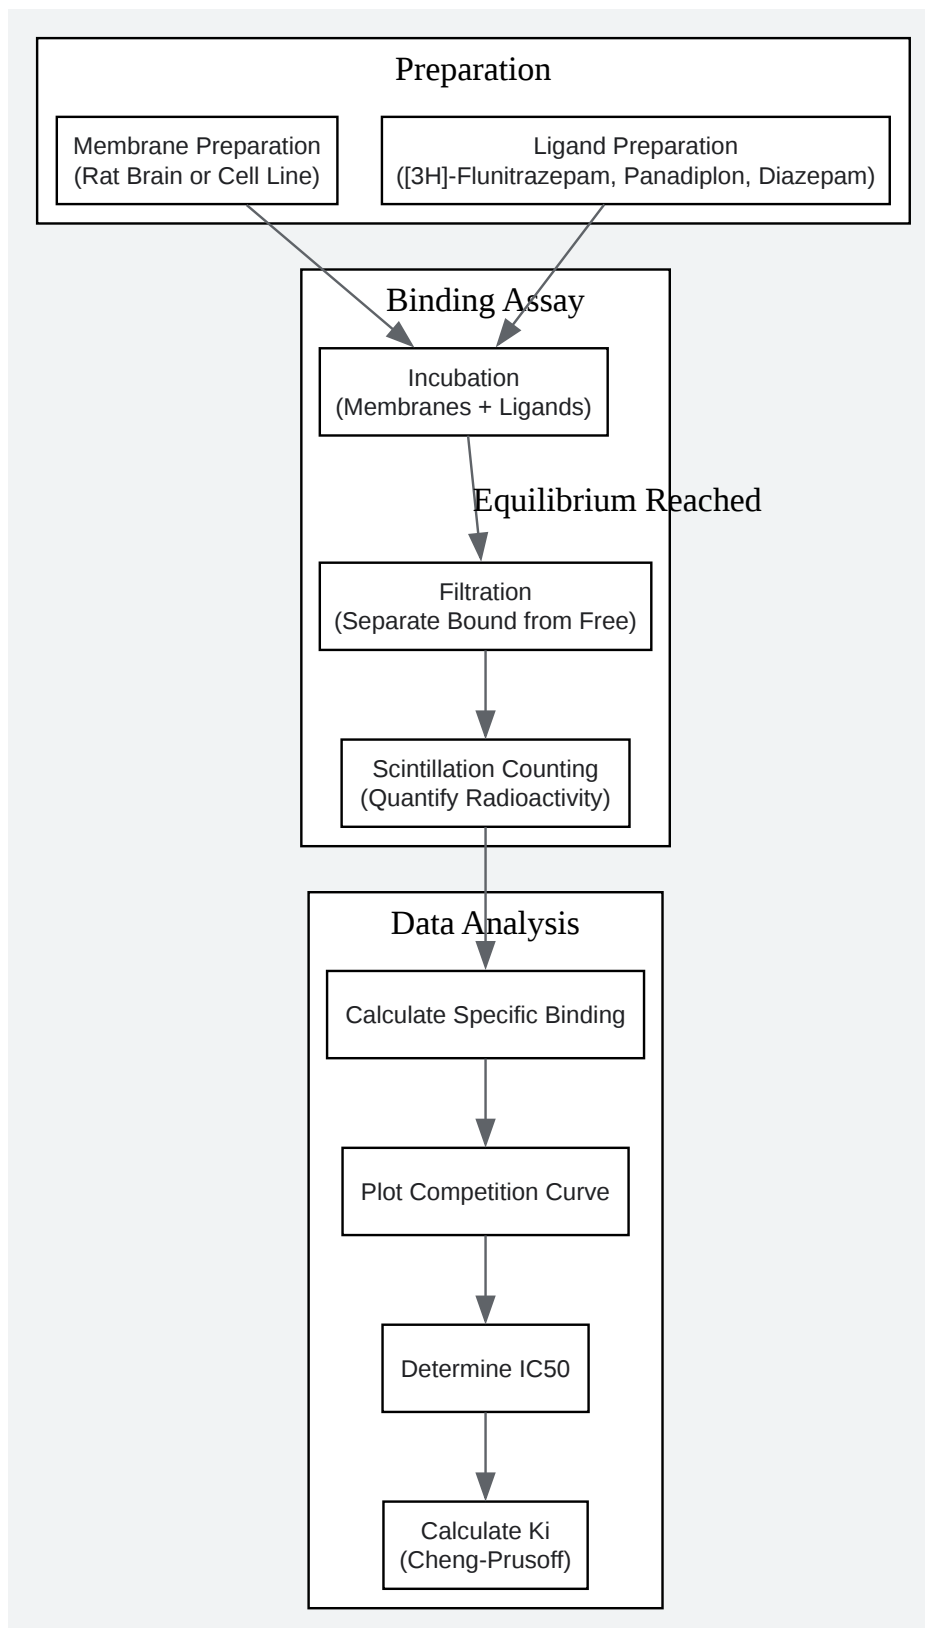 Preparation
Membrane Preparation
(Rat Brain or Cell Line)
Ligand Preparation
([3H]-Flunitrazepam, Panadiplon, Diazepam)
Binding Assay
Incubation
(Membranes + Ligands)
Equilibrium Reached
Filtration
(Separate Bound from Free)
Scintillation Counting
(Quantify Radioactivity)
Data Analysis
Calculate Specific Binding
Plot Competition Curve
Determine IC50
Calculate Ki
(Cheng-Prusoff)